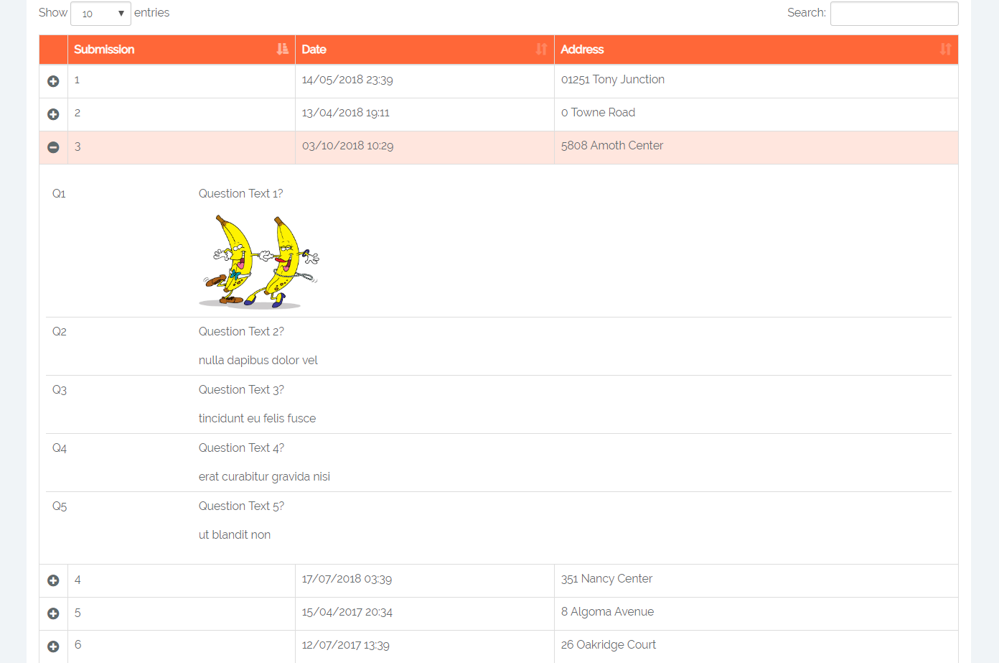 Show 10 entries Search:
Submission Date Address
1 14/05/2018 23:39 01251 Tony Junction
2 13/04/2018 19:11 0 Towne Road
3 03/10/2018 10:29 5808 Amoth Center
Q1 Question Text 1?
Q2 Question Text 2?
nulla dapibus dolor vel
Q3 Question Text 3?
tincidunt eu felis fusce
Q4 Question Text 4?
erat curabitur gravida nisi
Q5 Question Text 5?
ut blandit non
4 17/07/2018 03:39 351 Nancy Center
5 15/04/2017 20:34 8 Algoma Avenue
6 12/07/2017 13:39 26 Oakridge Court